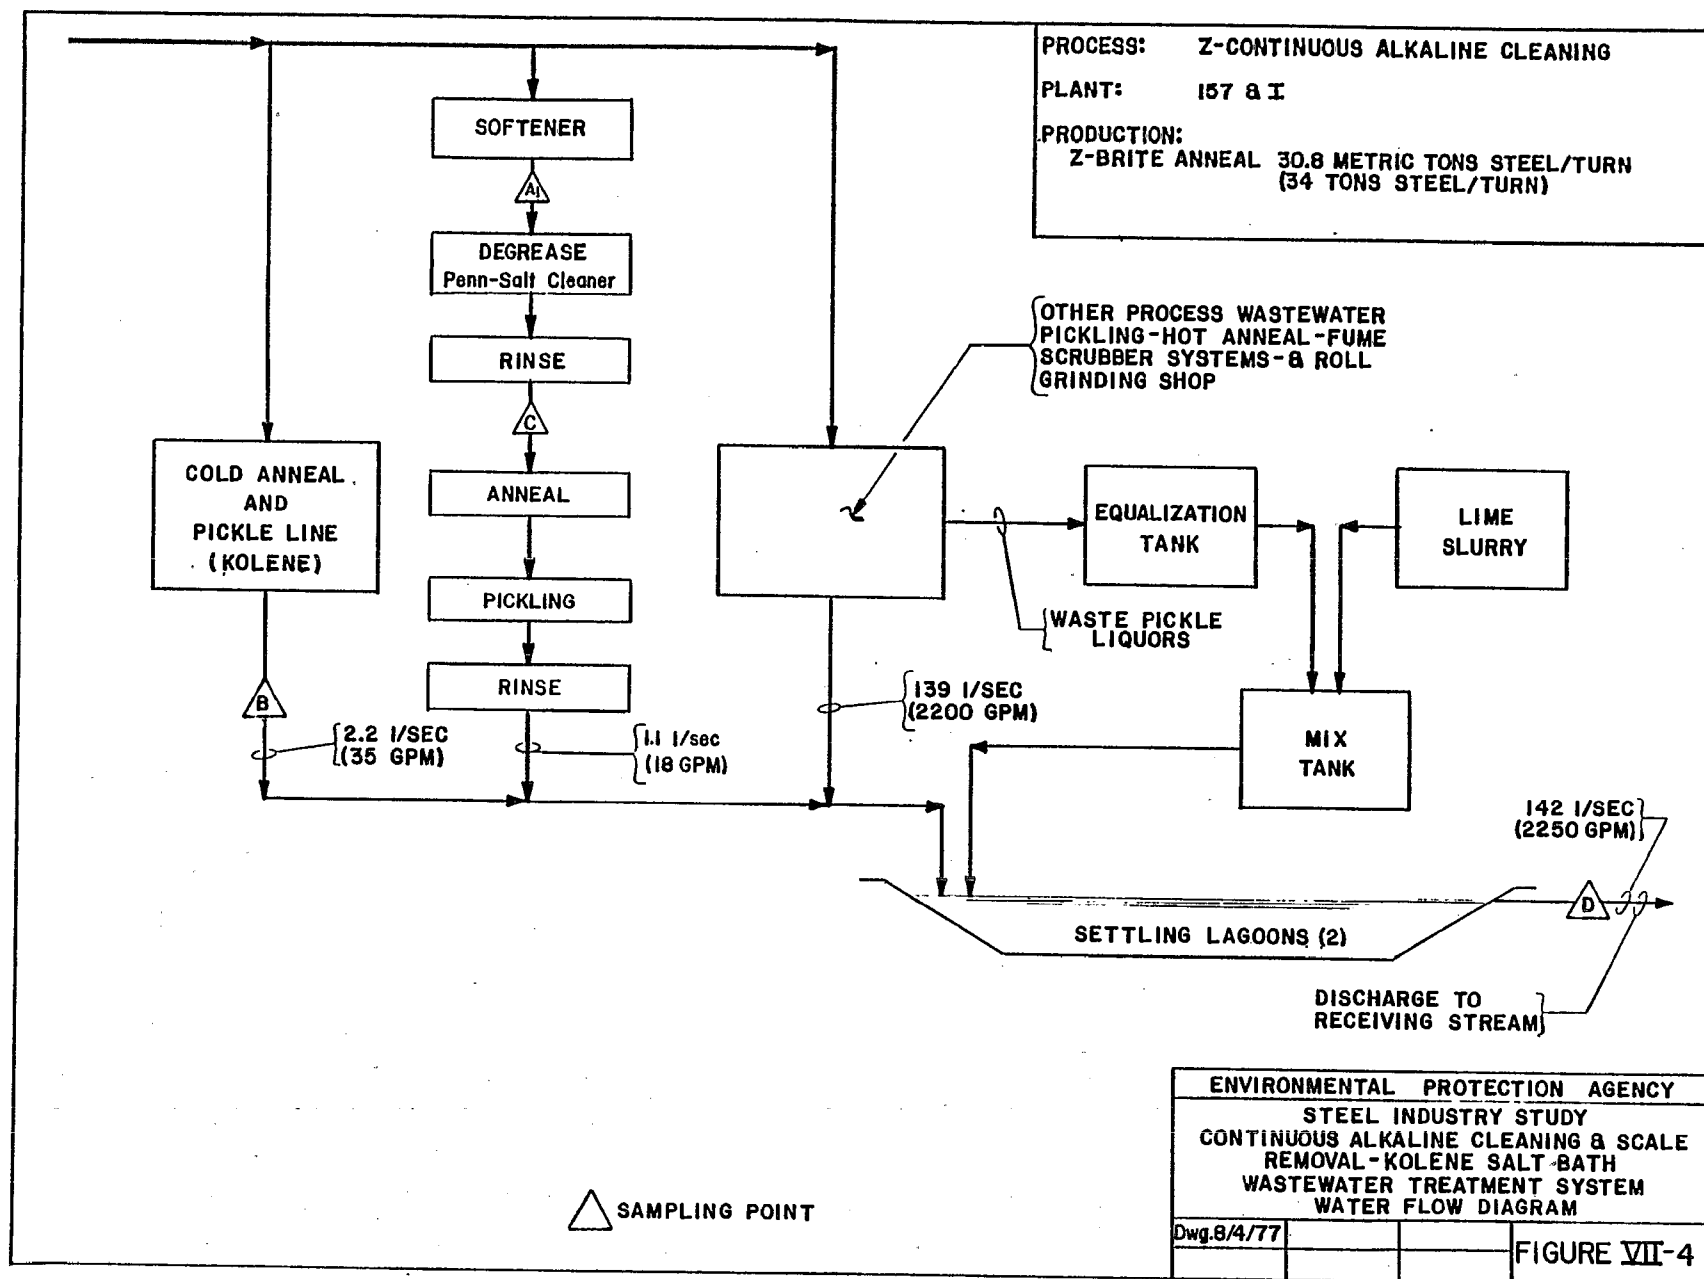 PROCESS: Z-CONTINUOUS ALKALINE CLEANING
PLANT: 157 & I
PRODUCTION:
Z-BRITE ANNEAL 30.8 METRIC TONS STEEL/TURN
(34 TONS STEEL/TURN)
SOFTENER
A1
DEGREASE
Penn-Salt Cleaner
RINSE
C
ANNEAL
PICKLING
RINSE
COLD ANNEAL
AND
PICKLE LINE
(KOLENE)
B
2.2 l/SEC
(35 GPM)
1.1 l/sec
(18 GPM)
OTHER PROCESS WASTEWATER
PICKLING-HOT ANNEAL-FUME
SCRUBBER SYSTEMS-& ROLL
GRINDING SHOP
139 l/SEC
(2200 GPM)
WASTE PICKLE
LIQUORS
EQUALIZATION
TANK
LIME
SLURRY
MIX
TANK
142 l/SEC
(2250 GPM)
D
SETTLING LAGOONS (2)
DISCHARGE TO
RECEIVING STREAM
SAMPLING POINT
ENVIRONMENTAL PROTECTION AGENCY
STEEL INDUSTRY STUDY
CONTINUOUS ALKALINE CLEANING & SCALE
REMOVAL-KOLENE SALT BATH
WASTEWATER TREATMENT SYSTEM
WATER FLOW DIAGRAM
Dwg.8/4/77
FIGURE VII-4